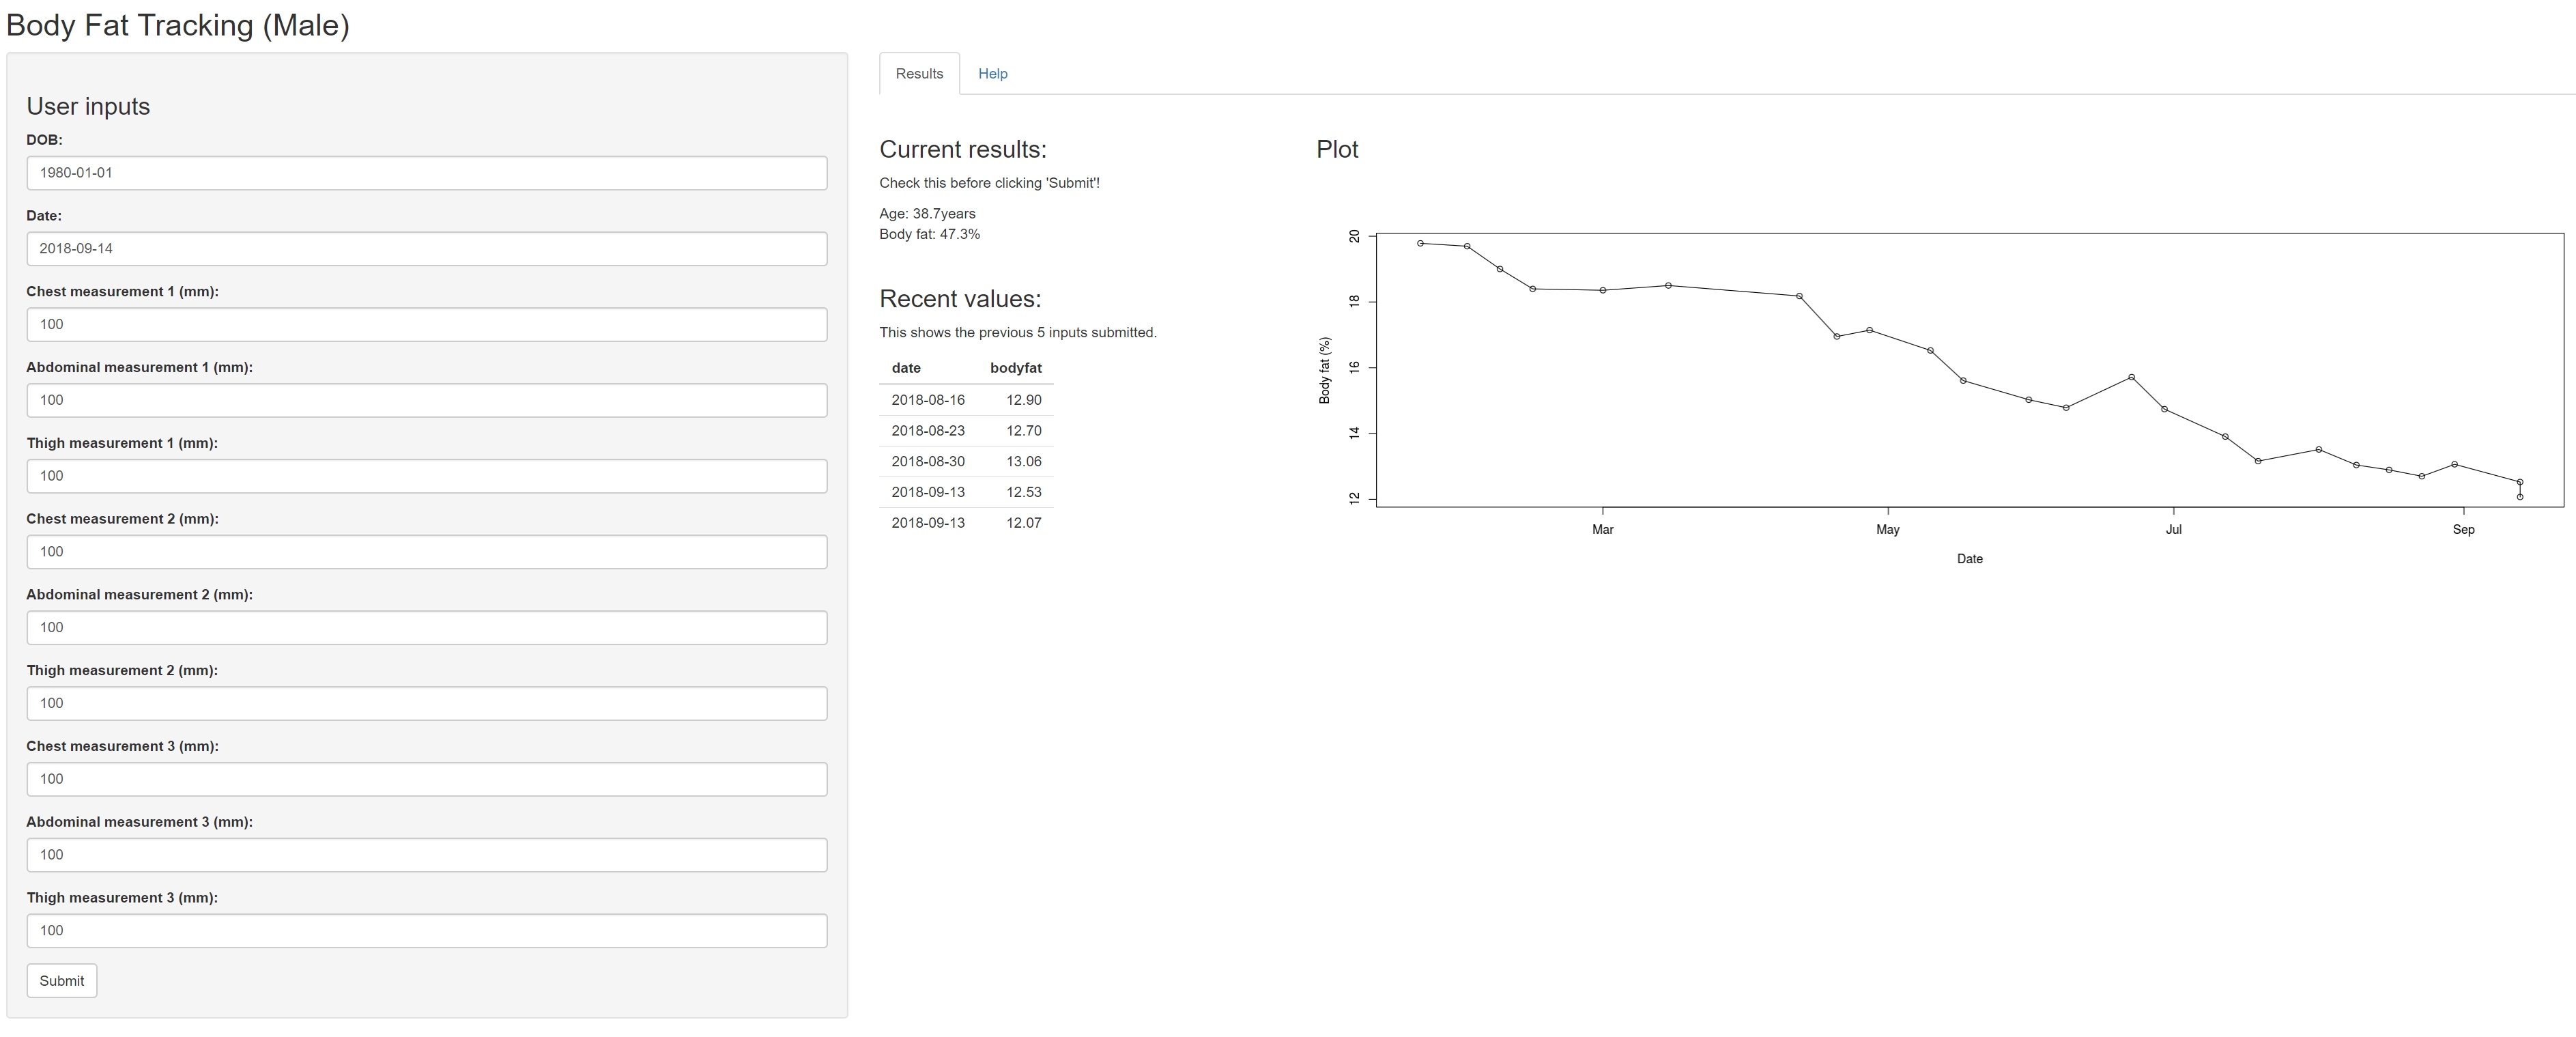 Body Fat Tracking (Male)
User inputs
DOB:
1980-01-01
Date:
2018-09-14
Chest measurement 1 (mm):
100
Abdominal measurement 1 (mm):
100
Thigh measurement 1 (mm):
100
Chest measurement 2 (mm):
100
Abdominal measurement 2 (mm):
100
Thigh measurement 2 (mm):
100
Chest measurement 3 (mm):
100
Abdominal measurement 3 (mm):
100
Thigh measurement 3 (mm):
100
Submit
Results Help
Current results:
Check this before clicking 'Submit'!
Age: 38.7years
Body fat: 47.3%
Recent values:
This shows the previous 5 inputs submitted.
date bodyfat
2018-08-16 12.90
2018-08-23 12.70
2018-08-30 13.06
2018-09-13 12.53
2018-09-13 12.07
Plot
Body fat (%)
20
18
16
14
12
Mar May Jul Sep
Date